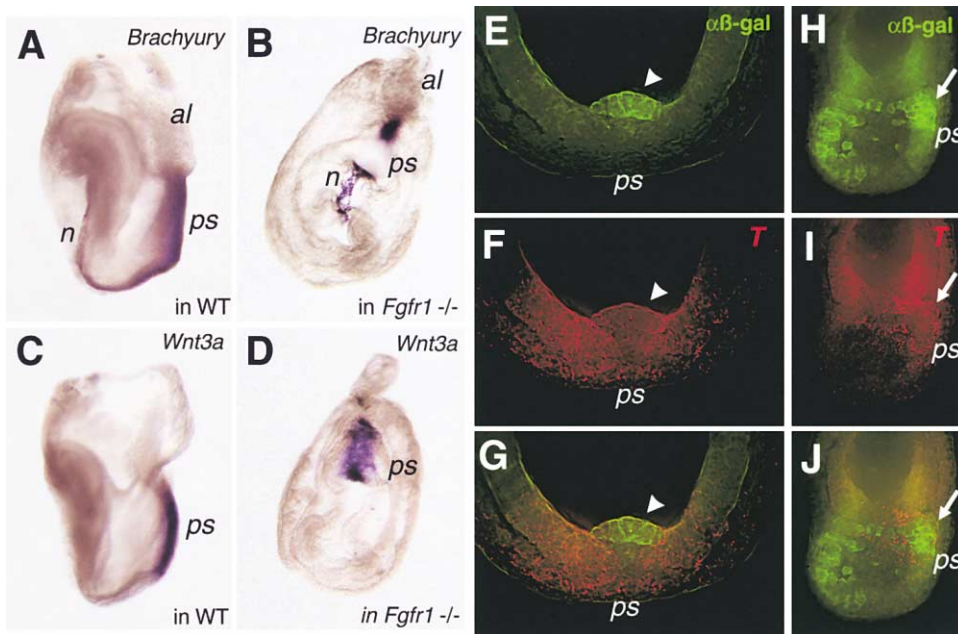 A
Brachyury
al
n
ps
in WT
B
Brachyury
al
ps
n
in Fgfr1 -/-
C
Wnt3a
ps
in WT
D
Wnt3a
ps
in Fgfr1 -/-
E
αß-gal
ps
F
T
ps
G
ps
H
αß-gal
ps
I
T
ps
J
ps